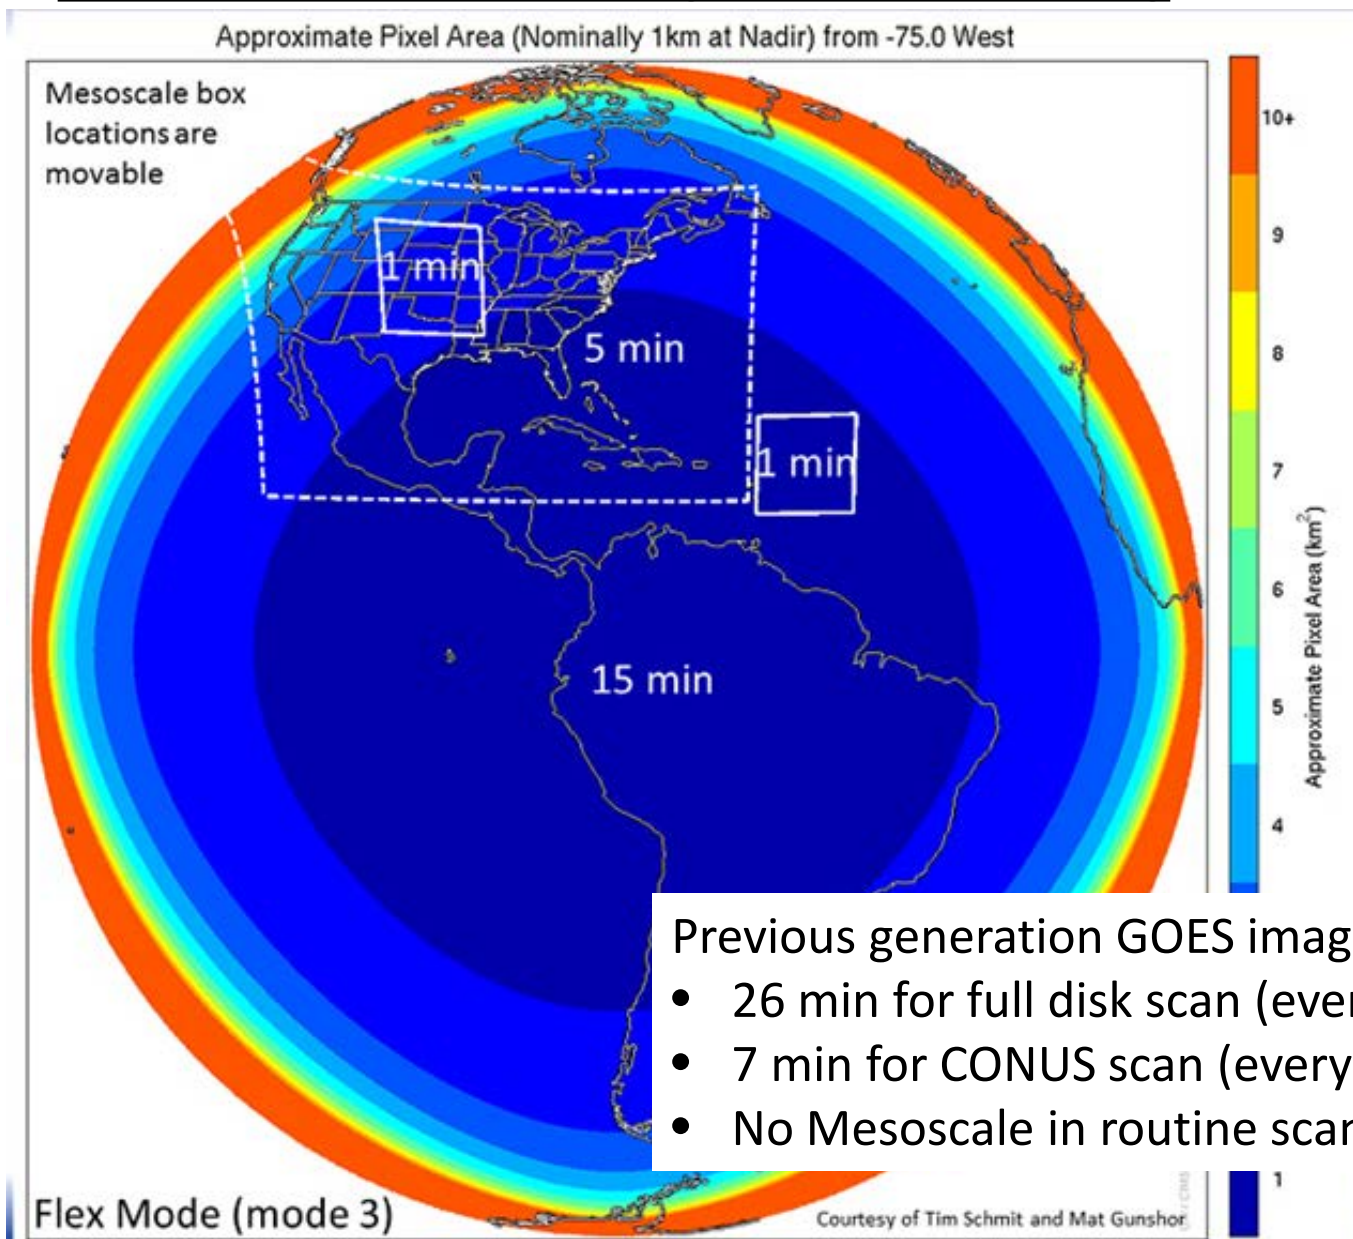 Approximate Pixel Area (Nominally 1km at Nadir) from -75.0 West
Mesoscale box
locations are
movable
10+
9
8
7
6
5
4
1
Approximate Pixel Area (km²)
1 min
5 min
1 min
15 min
Previous generation GOES imag
• 26 min for full disk scan (ever
• 7 min for CONUS scan (every
• No Mesoscale in routine scan
Flex Mode (mode 3)
Courtesy of Tim Schmit and Mat Gunshor